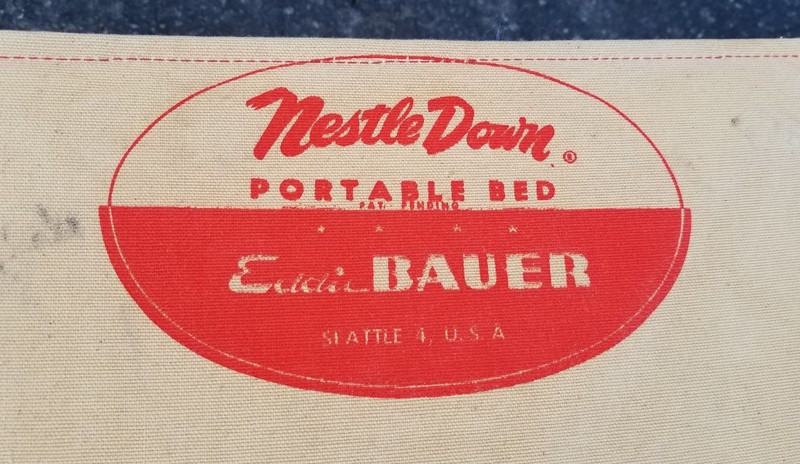 Nestle Down ®
PORTABLE BED
PAT. PENDING
Eddie BAUER
SEATTLE 4, U.S.A